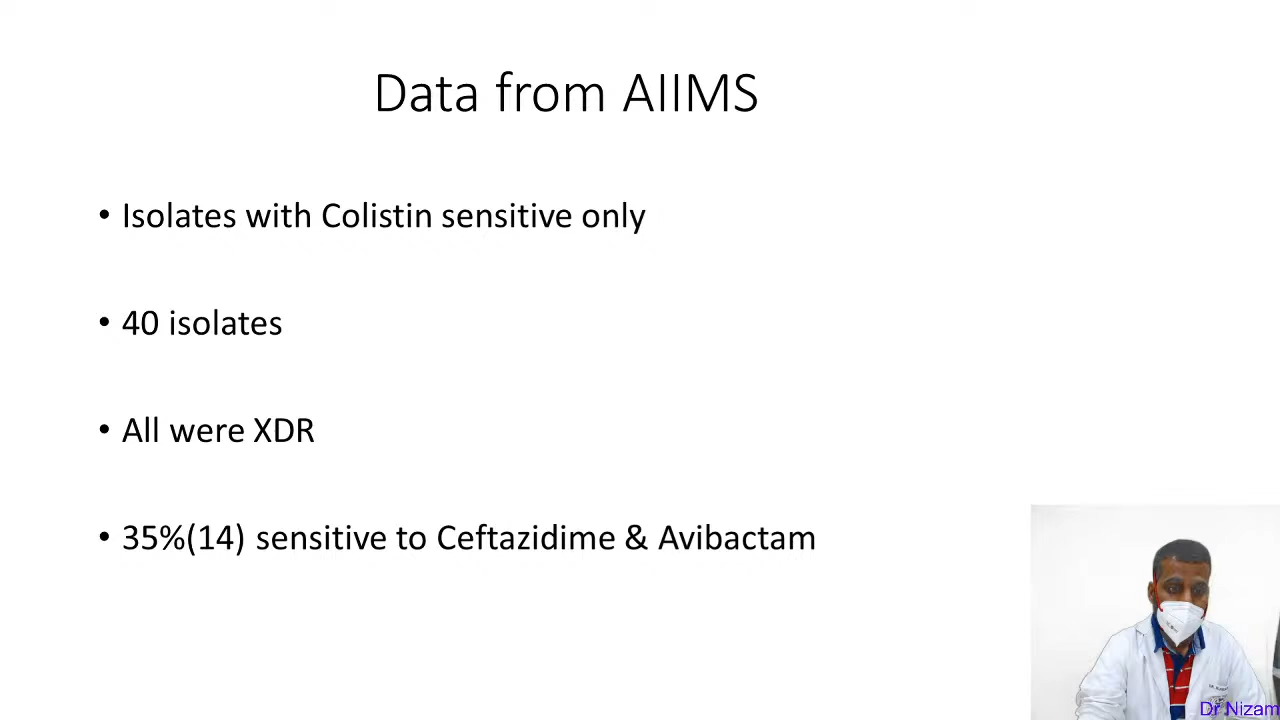 Data from AIIMS
• Isolates with Colistin sensitive only
• 40 isolates
• All were XDR
• 35%(14) sensitive to Ceftazidime & Avibactam
Dr Nizam